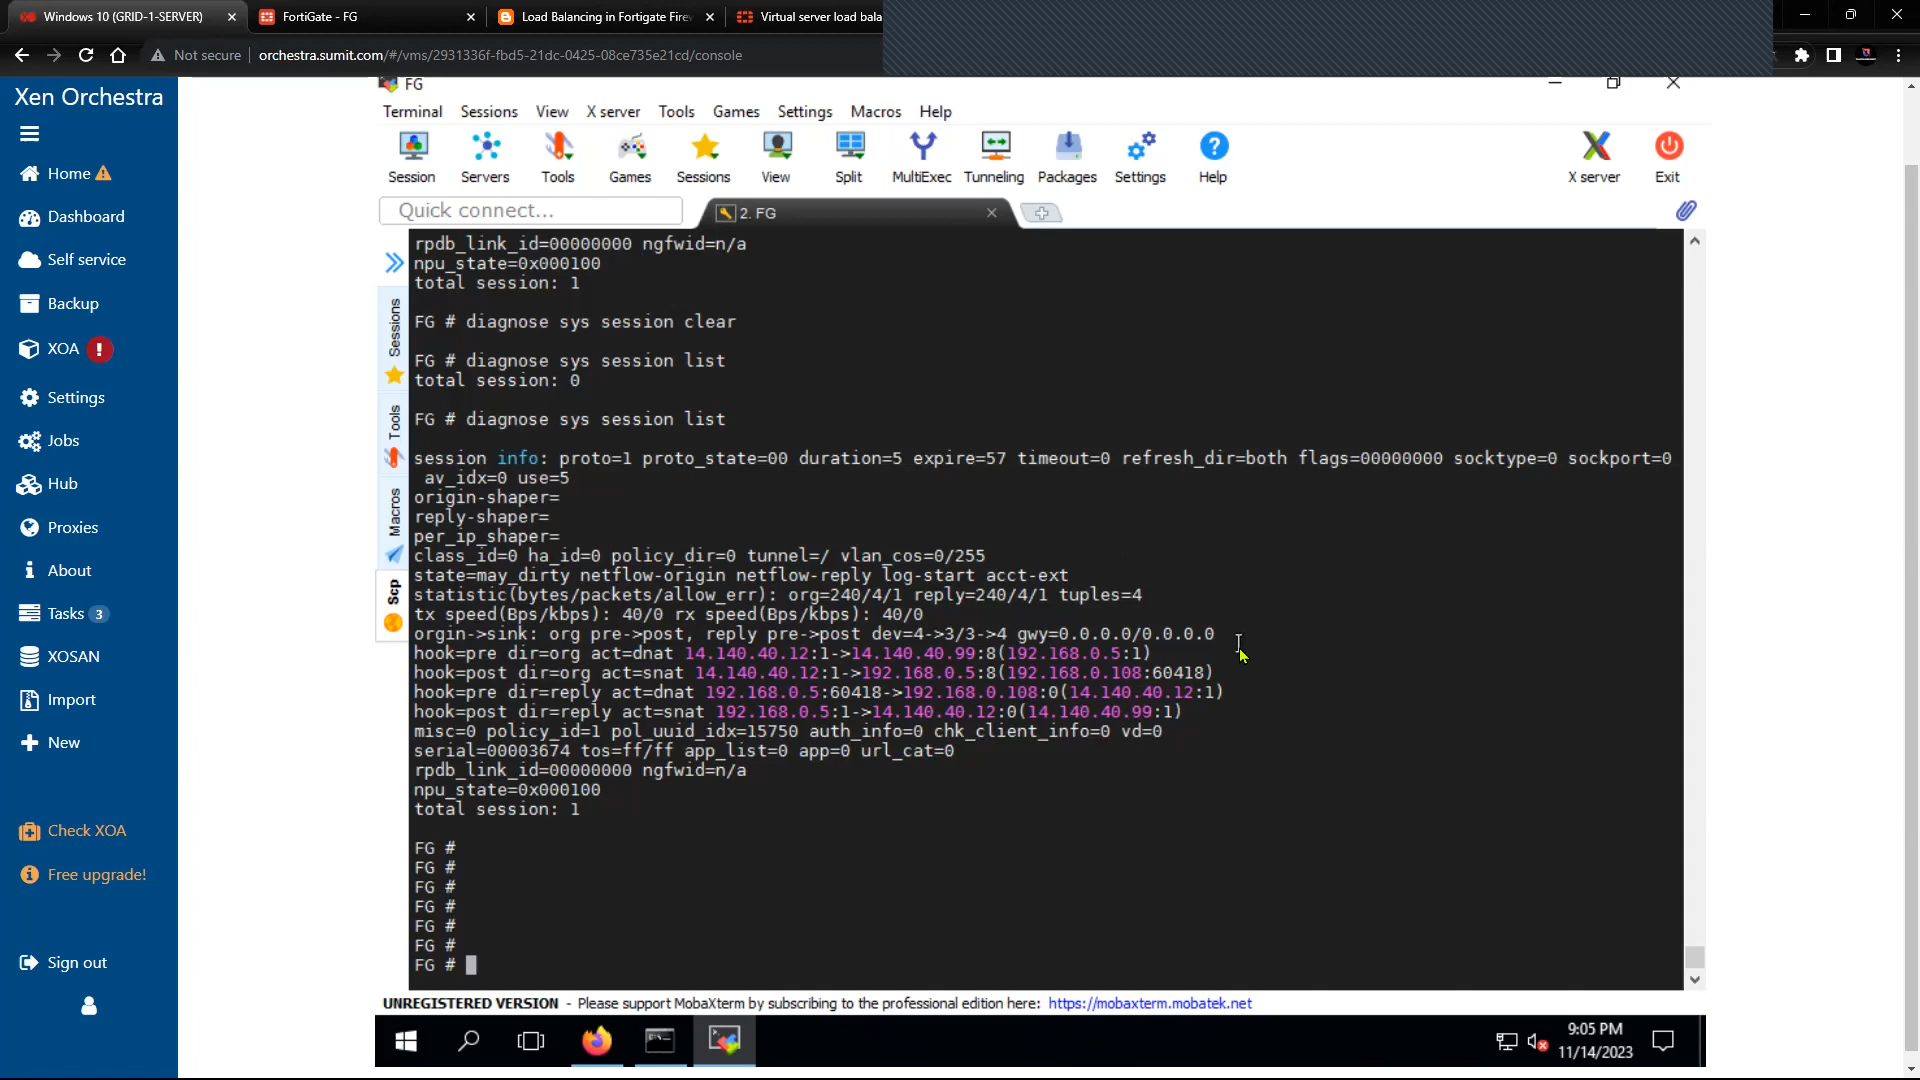 Windows 10 (GRID-1-SERVER)
FortiGate - FG
Load Balancing in Fortigate Fire
Virtual server load bala
Not secure
orchestra.sumit.com/#/vms/2931336f-fbd5-21dc-0425-08ce735e21cd/console
Xen Orchestra
Home
Dashboard
Self service
Backup
XOA
Settings
Jobs
Hub
Proxies
About
Tasks 3
XOSAN
Import
New
Check XOA
Free upgrade!
Sign out
FG
Terminal Sessions View X server Tools Games Settings Macros Help
Session Servers Tools Games Sessions View Split MultiExec Tunneling Packages Settings Help X server Exit
Quick connect...
2. FG
Sessions
Tools
Macros
Scp
rpdb_link_id=00000000 ngfwid=n/a
npu_state=0x000100
total session: 1
FG # diagnose sys session clear
FG # diagnose sys session list
total session: 0
FG # diagnose sys session list
session info: proto=1 proto_state=00 duration=5 expire=57 timeout=0 refresh_dir=both flags=00000000 socktype=0 sockport=0
av_idx=0 use=5
origin-shaper=
reply-shaper=
per_ip_shaper=
class_id=0 ha_id=0 policy_dir=0 tunnel=/ vlan_cos=0/255
state=may_dirty netflow-origin netflow-reply log-start acct-ext
statistic(bytes/packets/allow_err): org=240/4/1 reply=240/4/1 tuples=4
tx speed(Bps/kbps): 40/0 rx speed(Bps/kbps): 40/0
orgin->sink: org pre->post, reply pre->post dev=4->3/3->4 gwy=0.0.0.0/0.0.0.0
hook=pre dir=org act=dnat 14.140.40.12:1->14.140.40.99:8(192.168.0.5:1)
hook=post dir=org act=snat 14.140.40.12:1->192.168.0.5:8(192.168.0.108:60418)
hook=pre dir=reply act=dnat 192.168.0.5:60418->192.168.0.108:0(14.140.40.12:1)
hook=post dir=reply act=snat 192.168.0.5:1->14.140.40.12:0(14.140.40.99:1)
misc=0 policy_id=1 pol_uuid_idx=15750 auth_info=0 chk_client_info=0 vd=0
serial=00003674 tos=ff/ff app_list=0 app=0 url_cat=0
rpdb_link_id=00000000 ngfwid=n/a
npu_state=0x000100
total session: 1
FG #
FG #
FG #
FG #
FG #
FG #
FG #
UNREGISTERED VERSION - Please support MobaXterm by subscribing to the professional edition here: https://mobaxterm.mobatek.net
9:05 PM
11/14/2023